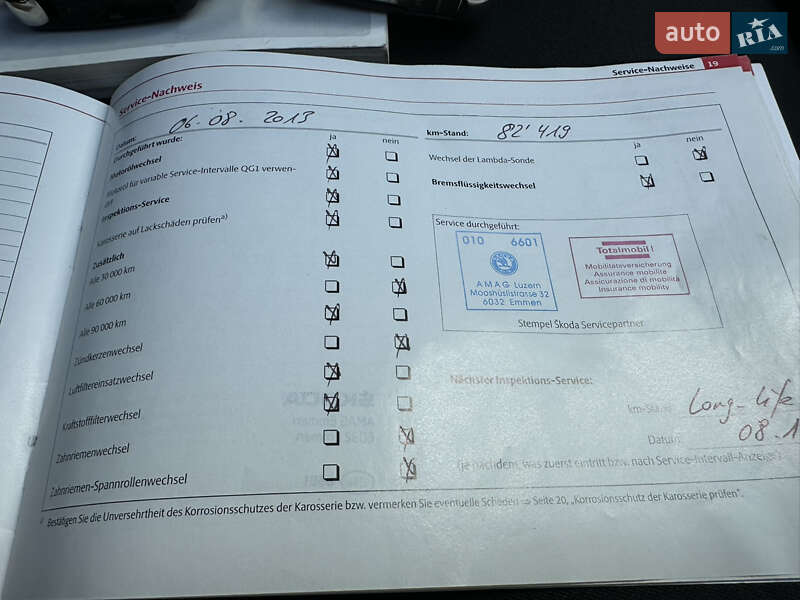 auto RIA.com
Service-Nachweise 19
Service-Nachweis
Datum: 06. 08. 2013
km-Stand: 82'419
Durchgeführt wurde: ja nein
ja nein
Motorölwechsel
Wechsel der Lambda-Sonde
Motoröl für variable Service-Intervalle QG1 verwen-
det
Bremsflüssigkeitswechsel
Inspektions-Service
Karosserie auf Lackschäden prüfen a)
Service durchgeführt:
010 6601
AMAG Luzern
Mooshüslistrasse 32
6032 Emmen
Totalmobil!
Mobilitätsversicherung
Assurance mobilité
Assicurazione di mobilità
Insurance mobility
Stempel Škoda Servicepartner
Zusätzlich
Alle 30 000 km
Alle 60 000 km
Alle 90 000 km
Zündkerzenwechsel
Luftfiltereinsatzwechsel
Kraftstofffilterwechsel
Zahnriemenwechsel
Zahnriemen-Spannrollenwechsel
Nächster Inspektions-Service:
km-Stand: Long-life
Datum: 08.1
(je nachdem, was zuerst eintritt bzw. nach Service-Intervall-Anzeige)
a) Bestätigen Sie die Unversehrtheit des Korrosionsschutzes der Karosserie bzw. vermerken Sie eventuelle Schäden ⇒ Seite 20, „Korrosionsschutz der Karosserie prüfen".